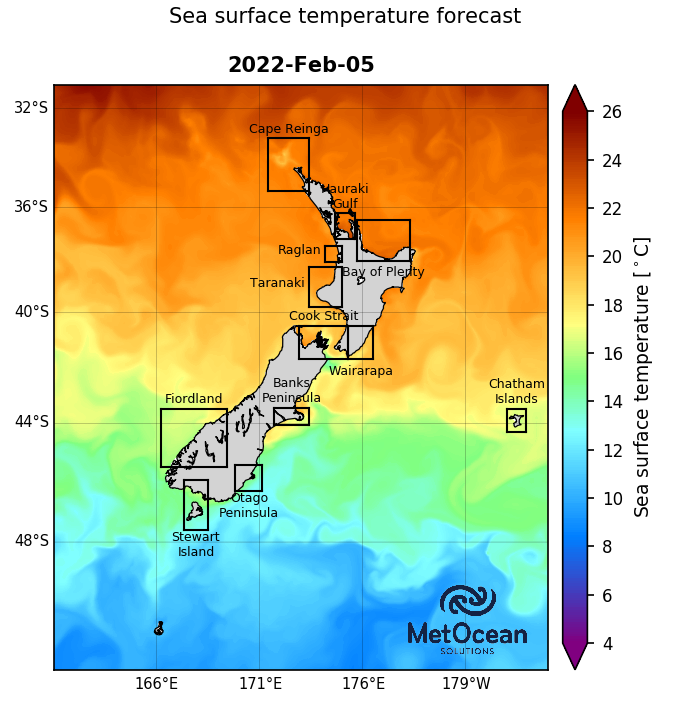 Sea surface temperature forecast
2022-Feb-05
32°S
36°S
40°S
44°S
48°S
Cape Reinga
Hauraki
Gulf
Raglan
Bay of Plenty
Taranaki
Cook Strait
Wairarapa
Banks
Peninsula
Fiordland
Chatham
Islands
Otago
Peninsula
Stewart
Island
MetOcean
SOLUTIONS
166°E
171°E
176°E
179°W
26
24
22
20
18
16
14
12
10
8
6
4
Sea surface temperature [°C]